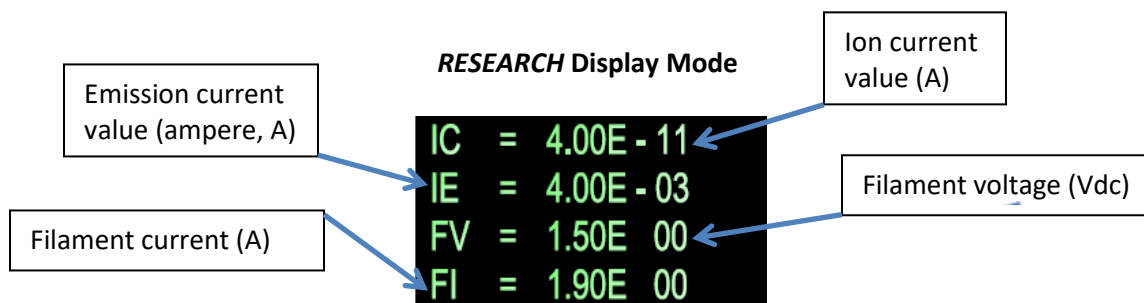 RESEARCH Display Mode
Ion current
value (A)
Emission current
value (ampere, A)
IC = 4.00E - 11
IE = 4.00E - 03
FV = 1.50E 00
FI = 1.90E 00
Filament voltage (Vdc)
Filament current (A)